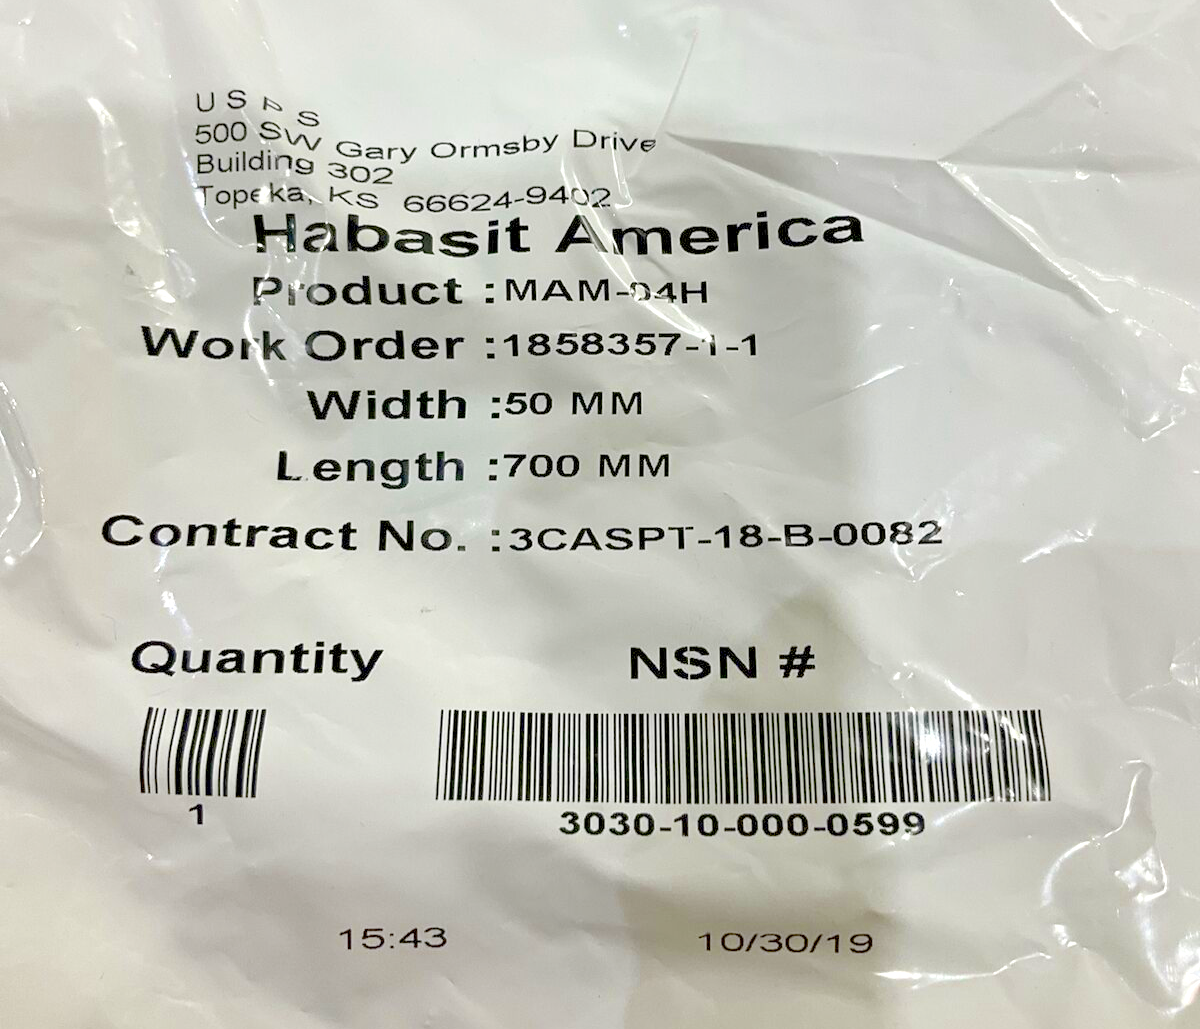 USPS
500 SW Gary Ormsby Drive
Building 302
Topeka, KS 66624-9402
Habasit America
Product :MAM-04H
Work Order :1858357-1-1
Width :50 MM
Length :700 MM
Contract No. :3CASPT-18-B-0082
Quantity NSN #
1 3030-10-000-0599
15:43 10/30/19